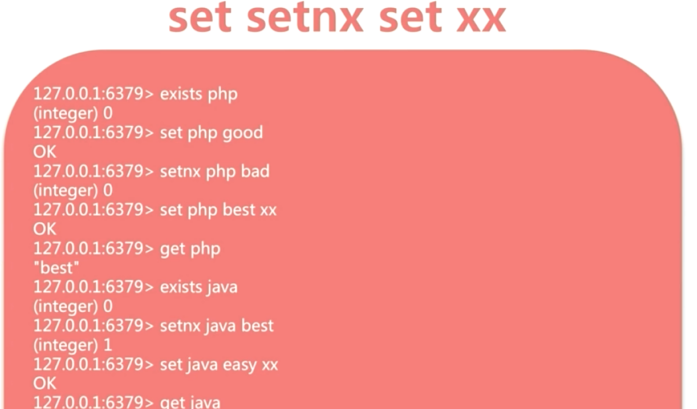 set setnx set xx
127.0.0.1:6379> exists php
(integer) 0
127.0.0.1:6379> set php good
OK
127.0.0.1:6379> setnx php bad
(integer) 0
127.0.0.1:6379> set php best xx
OK
127.0.0.1:6379> get php
"best"
127.0.0.1:6379> exists java
(integer) 0
127.0.0.1:6379> setnx java best
(integer) 1
127.0.0.1:6379> set java easy xx
OK
127.0.0.1:6379> get java